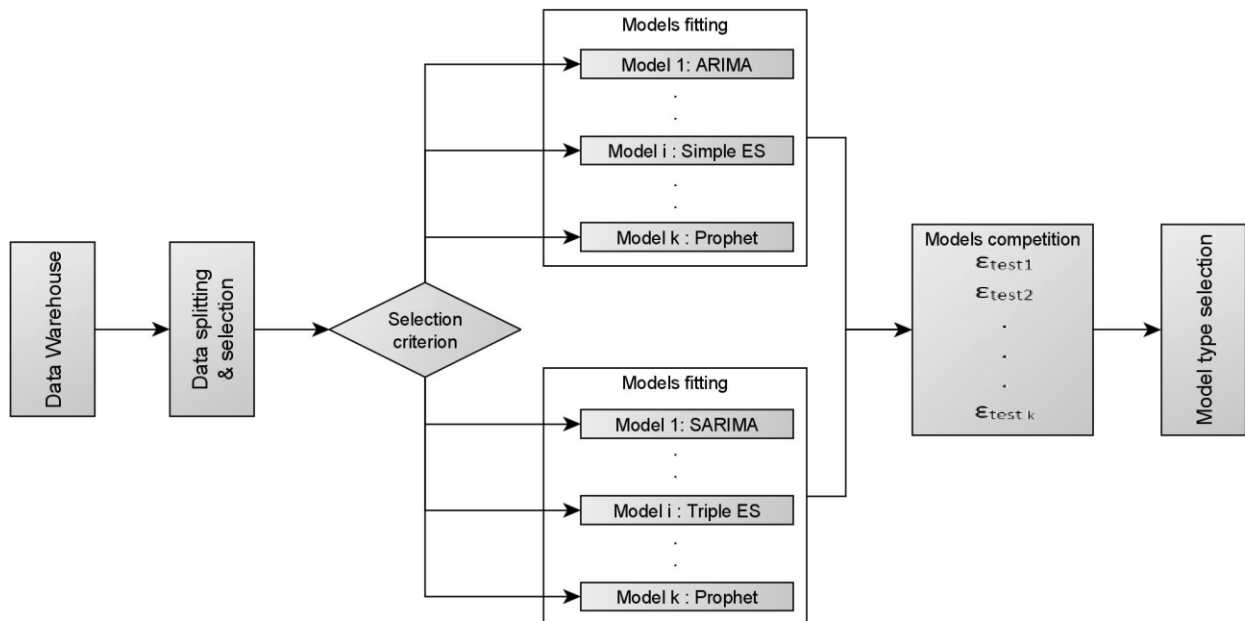 Data Warehouse
Data splitting
& selection
Selection
criterion
Models fitting
Model 1: ARIMA
.
.
Model i : Simple ES
.
.
Model k : Prophet
Models fitting
Model 1: SARIMA
.
.
Model i : Triple ES
.
.
Model k : Prophet
Models competition
εtest1
εtest2
.
.
.
εtest k
Model type selection